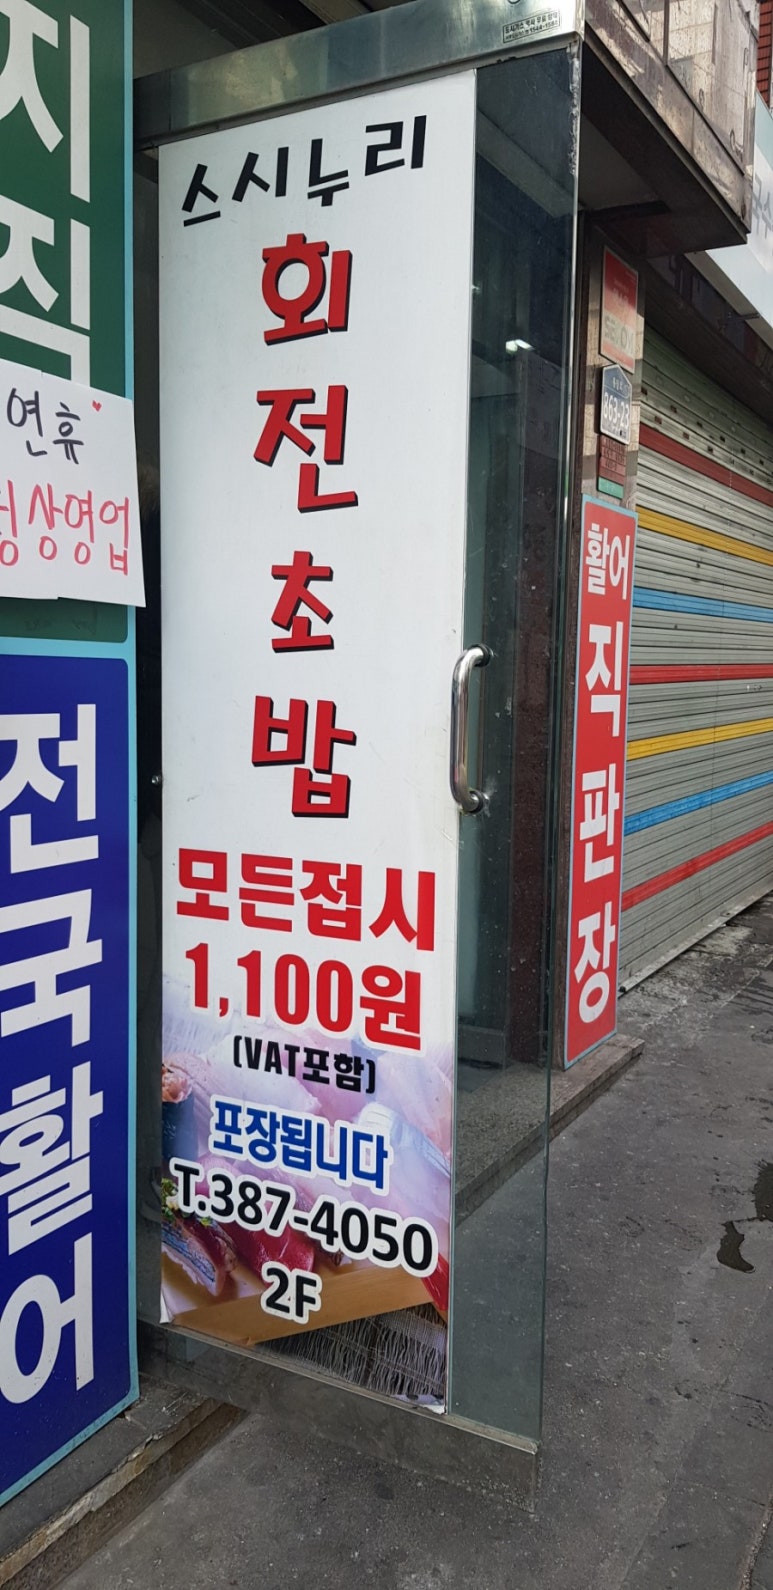 스시누리
회
전
초
밥
모든접시
1,100원
(VAT포함)
포장됩니다
T.387-4050
2F
지
직
연휴
정상영업
전
국
활
어
863-23
활어
직
판
장